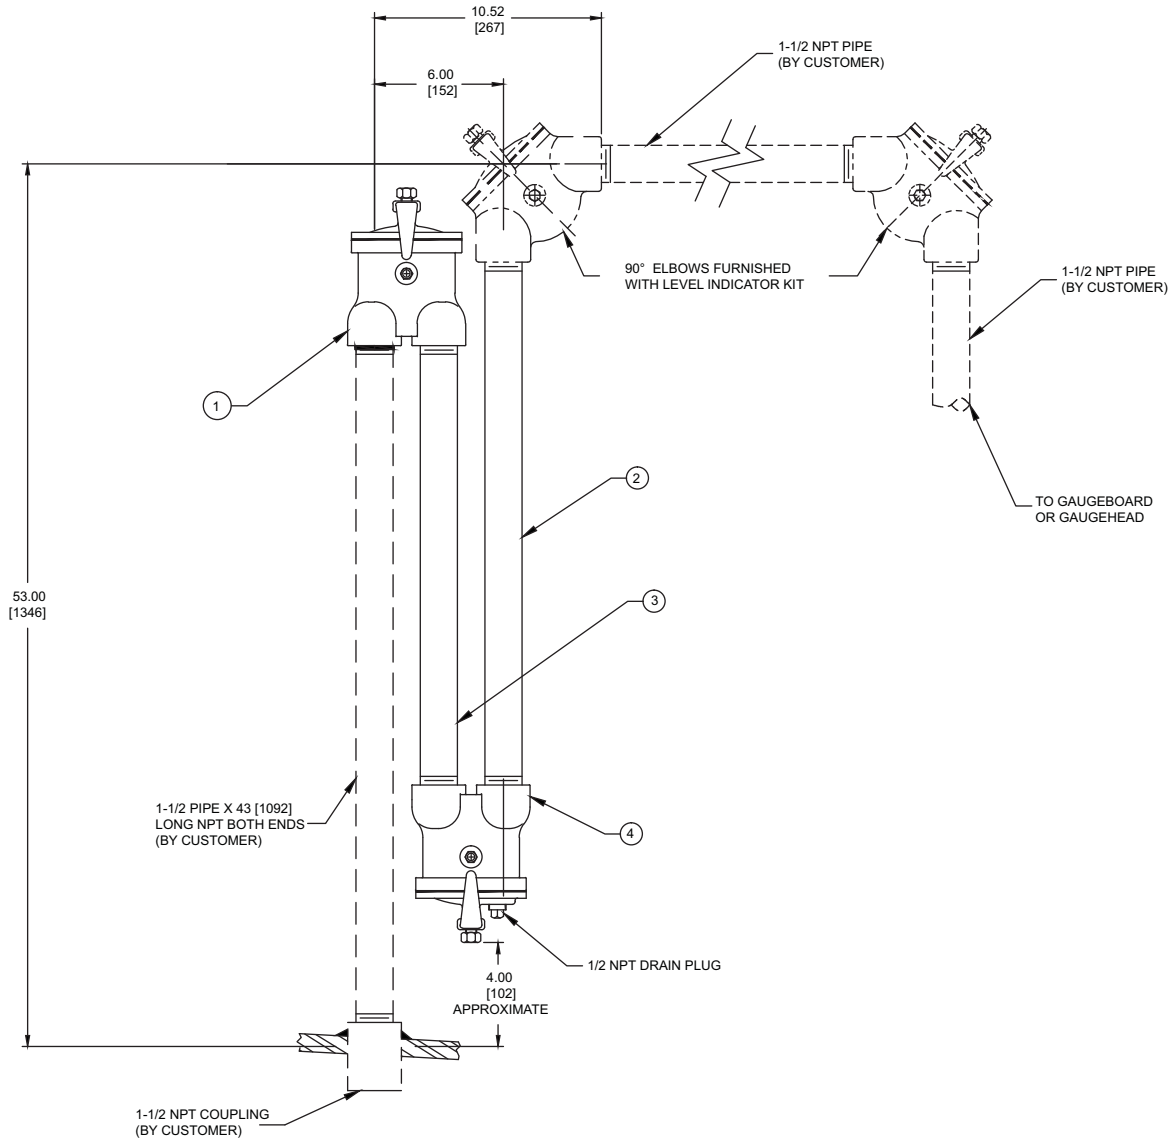 10.52
[267]
6.00
[152]
1-1/2 NPT PIPE
(BY CUSTOMER)
90° ELBOWS FURNISHED
WITH LEVEL INDICATOR KIT
1-1/2 NPT PIPE
(BY CUSTOMER)
1
2
TO GAUGEBOARD
OR GAUGEHEAD
53.00
[1346]
3
1-1/2 PIPE X 43 [1092]
LONG NPT BOTH ENDS
(BY CUSTOMER)
4
1/2 NPT DRAIN PLUG
4.00
[102]
APPROXIMATE
1-1/2 NPT COUPLING
(BY CUSTOMER)